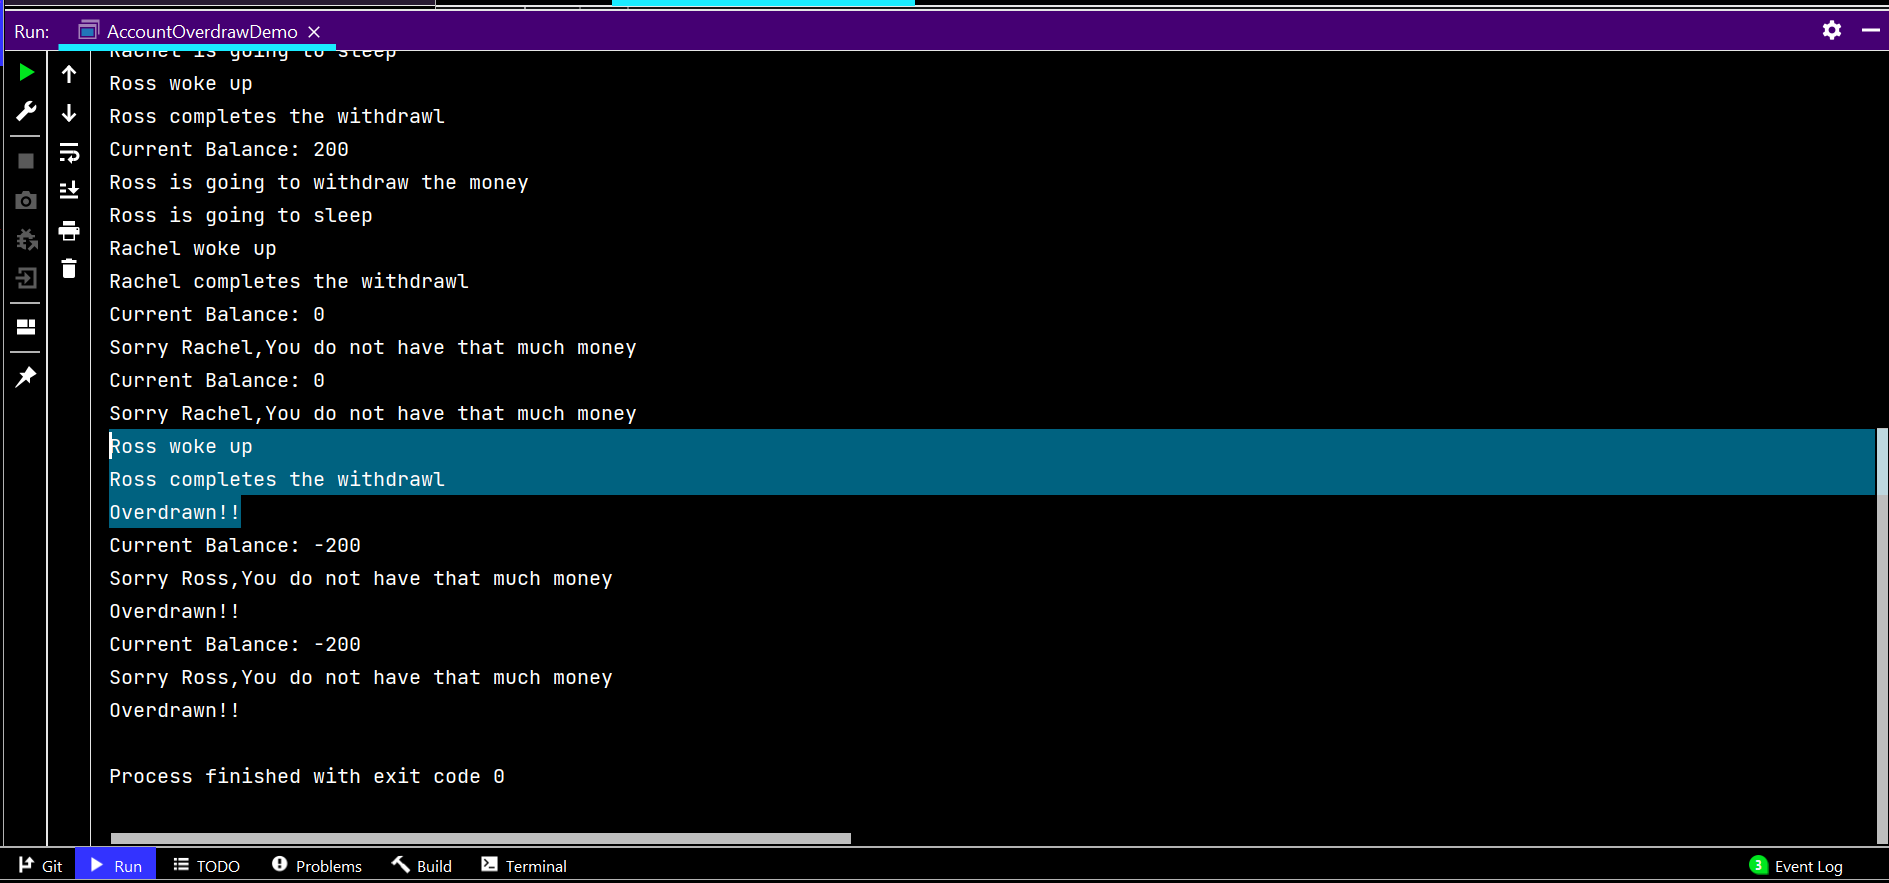 Run: AccountOverdrawDemo
Rachel is going to sleep
Ross woke up
Ross completes the withdrawl
Current Balance: 200
Ross is going to withdraw the money
Ross is going to sleep
Rachel woke up
Rachel completes the withdrawl
Current Balance: 0
Sorry Rachel,You do not have that much money
Current Balance: 0
Sorry Rachel,You do not have that much money
Ross woke up
Ross completes the withdrawl
Overdrawn!!
Current Balance: -200
Sorry Ross,You do not have that much money
Overdrawn!!
Current Balance: -200
Sorry Ross,You do not have that much money
Overdrawn!!
Process finished with exit code 0
Git Run TODO Problems Build Terminal 3 Event Log